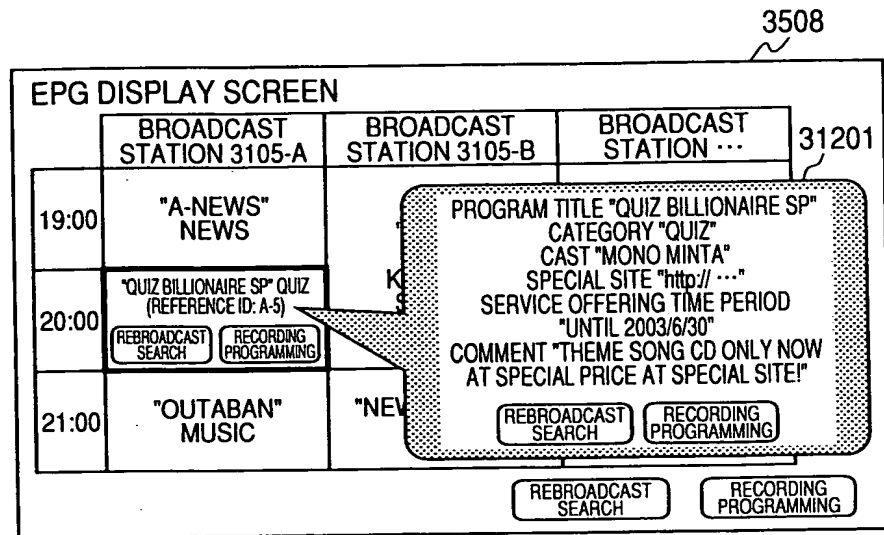 3508
EPG DISPLAY SCREEN
BROADCAST
STATION 3105-A
BROADCAST
STATION 3105-B
BROADCAST
STATION ···
31201
19:00
"A-NEWS"
NEWS
20:00
"QUIZ BILLIONAIRE SP" QUIZ
(REFERENCE ID: A-5)
REBROADCAST
SEARCH
RECORDING
PROGRAMMING
21:00
"OUTABAN"
MUSIC
PROGRAM TITLE "QUIZ BILLIONAIRE SP"
CATEGORY "QUIZ"
CAST "MONO MINTA"
SPECIAL SITE "http:// ···"
SERVICE OFFERING TIME PERIOD
"UNTIL 2003/6/30"
COMMENT "THEME SONG CD ONLY NOW
AT SPECIAL PRICE AT SPECIAL SITE!"
REBROADCAST
SEARCH
RECORDING
PROGRAMMING
REBROADCAST
SEARCH
RECORDING
PROGRAMMING